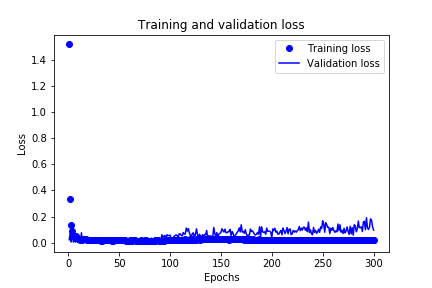 Training and validation loss
Training loss
Validation loss
1.4
1.2
1.0
0.8
0.6
0.4
0.2
0.0
Loss
0 50 100 150 200 250 300
Epochs